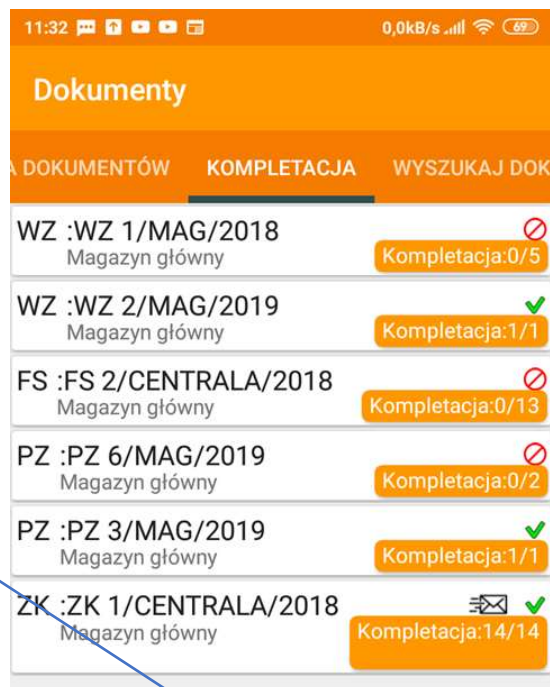 11:32 0,0kB/s 69
Dokumenty
A DOKUMENTÓW KOMPLETACJA WYSZUKAJ DOK
WZ :WZ 1/MAG/2018
Magazyn główny Kompletacja:0/5
WZ :WZ 2/MAG/2019
Magazyn główny Kompletacja:1/1
FS :FS 2/CENTRALA/2018
Magazyn główny Kompletacja:0/13
PZ :PZ 6/MAG/2019
Magazyn główny Kompletacja:0/2
PZ :PZ 3/MAG/2019
Magazyn główny Kompletacja:1/1
ZK :ZK 1/CENTRALA/2018
Magazyn główny Kompletacja:14/14